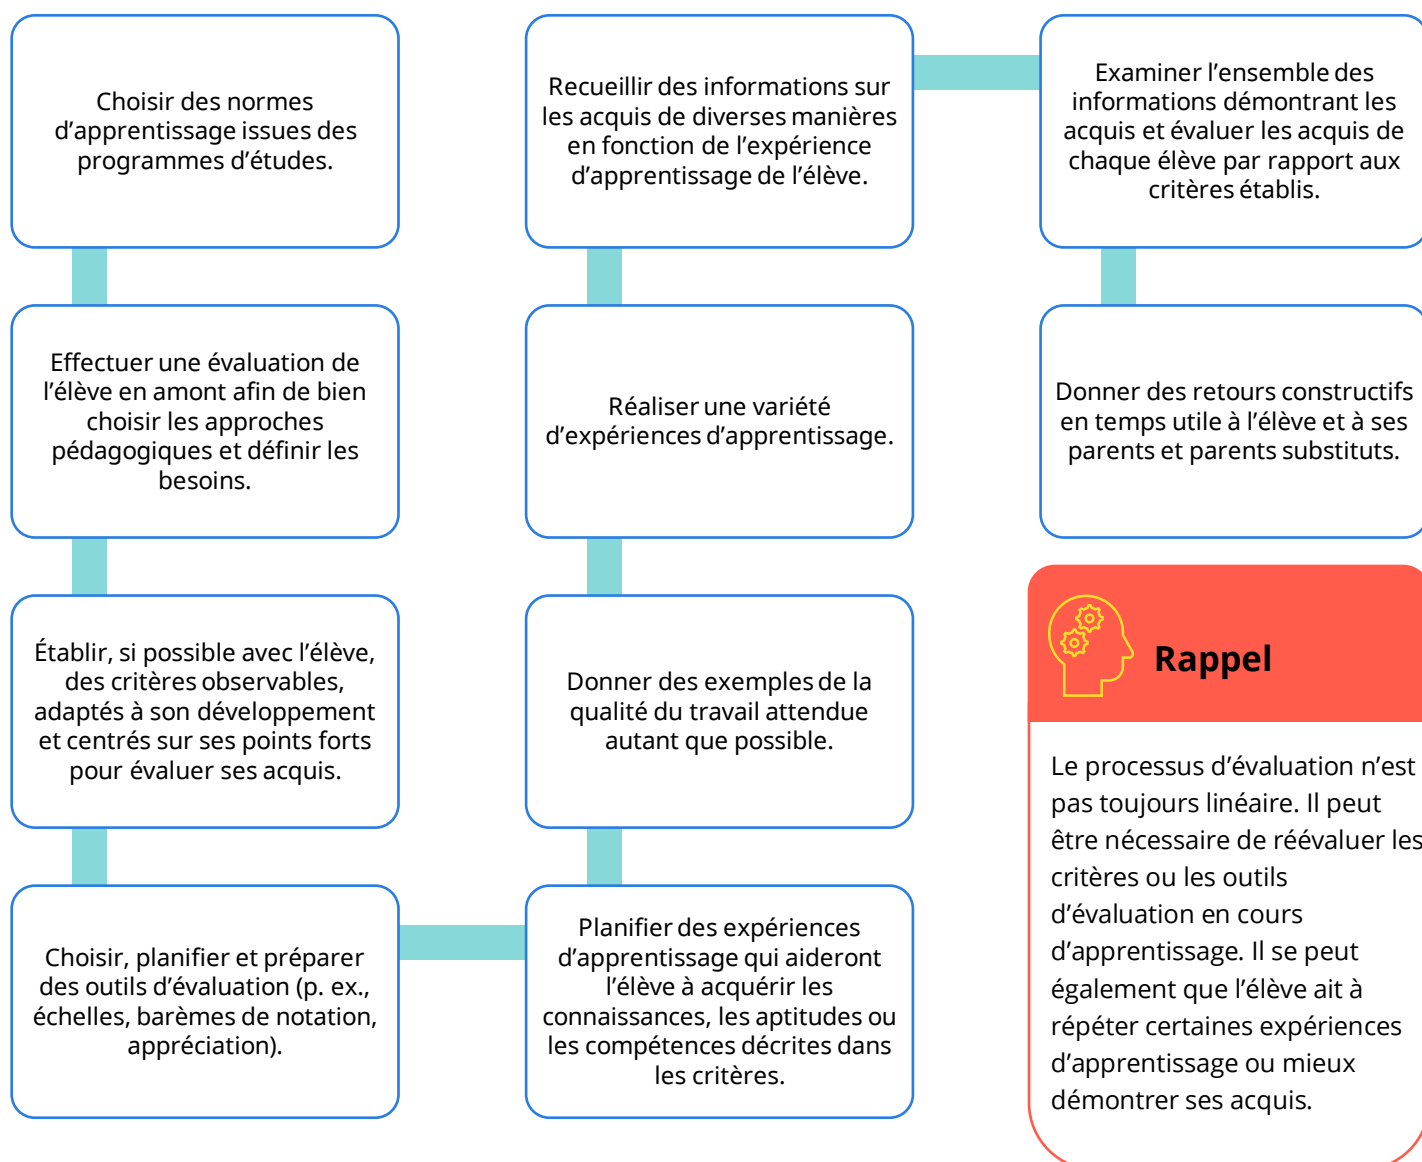 Choisir des normes
d’apprentissage issues des
programmes d’études.
Effectuer une évaluation de
l’élève en amont afin de bien
choisir les approches
pédagogiques et définir les
besoins.
Établir, si possible avec l’élève,
des critères observables,
adaptés à son développement
et centrés sur ses points forts
pour évaluer ses acquis.
Choisir, planifier et préparer
des outils d’évaluation (p. ex.,
échelles, barèmes de notation,
appréciation).
Planifier des expériences
d’apprentissage qui aideront
l’élève à acquérir les
connaissances, les aptitudes ou
les compétences décrites dans
les critères.
Donner des exemples de la
qualité du travail attendue
autant que possible.
Réaliser une variété
d’expériences d’apprentissage.
Recueillir des informations sur
les acquis de diverses manières
en fonction de l’expérience
d’apprentissage de l’élève.
Examiner l’ensemble des
informations démontrant les
acquis et évaluer les acquis de
chaque élève par rapport aux
critères établis.
Donner des retours constructifs
en temps utile à l’élève et à ses
parents et parents substituts.
Rappel
Le processus d’évaluation n’est
pas toujours linéaire. Il peut
être nécessaire de réévaluer les
critères ou les outils
d’évaluation en cours
d’apprentissage. Il se peut
également que l’élève ait à
répéter certaines expériences
d’apprentissage ou mieux
démontrer ses acquis.